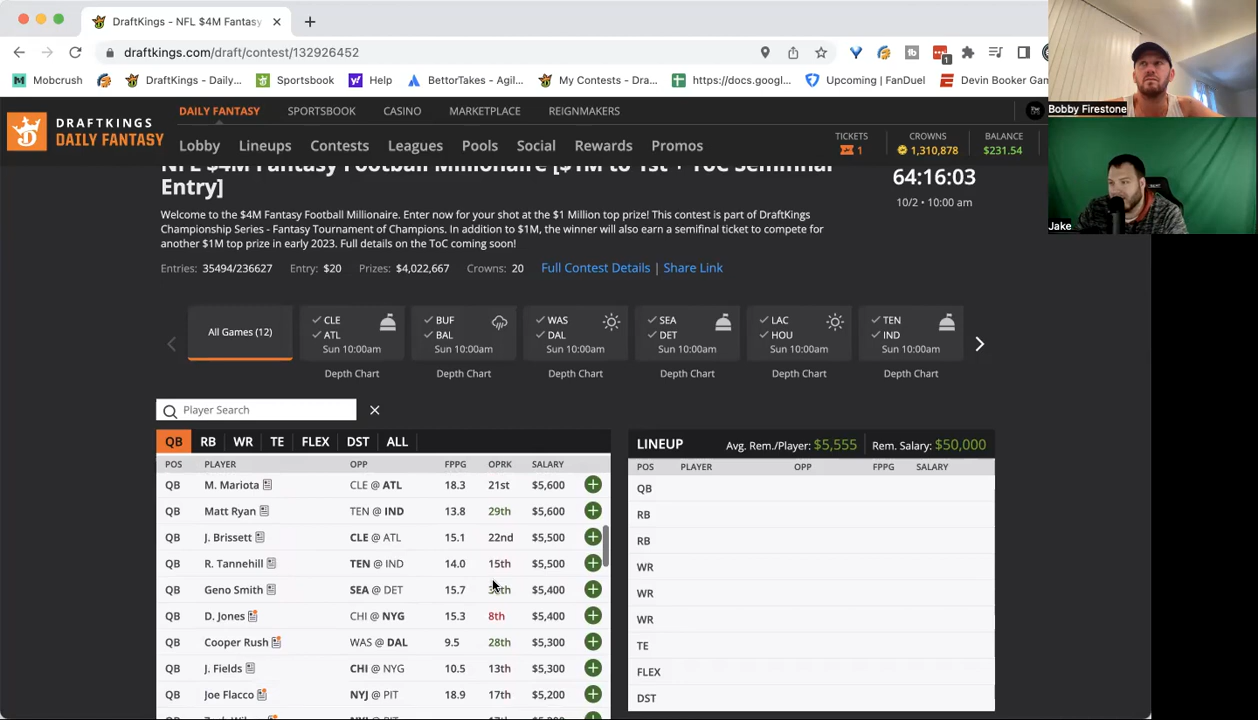 DraftKings - NFL $4M Fantasy
draftkings.com/draft/contest/132926452
Mobcrush
DraftKings - Daily...
Sportsbook
Help
BettorTakes - Agil...
My Contests - Dra...
https://docs.googl...
Upcoming | FanDuel
Devin Booker Gam
Bobby Firestone
Jake
DRAFTKINGS
DAILY FANTASY
DAILY FANTASY SPORTSBOOK CASINO MARKETPLACE REIGNMAKERS
Lobby Lineups Contests Leagues Pools Social Rewards Promos
TICKETS CROWNS BALANCE
1 1,310,878 $231.54
NFL $4M Fantasy Football Millionaire [$1M to 1st + ToC Semifinal
Entry]
64:16:03
10/2 • 10:00 am
Welcome to the $4M Fantasy Football Millionaire. Enter now for your shot at the $1 Million top prize! This contest is part of DraftKings
Championship Series - Fantasy Tournament of Champions. In addition to $1M, the winner will also earn a semifinal ticket to compete for
another $1M top prize in early 2023. Full details on the ToC coming soon!
Entries: 35494/236627 Entry: $20 Prizes: $4,022,667 Crowns: 20 Full Contest Details | Share Link
All Games (12)
CLE
ATL
Sun 10:00am
Depth Chart
BUF
BAL
Sun 10:00am
Depth Chart
WAS
DAL
Sun 10:00am
Depth Chart
SEA
DET
Sun 10:00am
Depth Chart
LAC
HOU
Sun 10:00am
Depth Chart
TEN
IND
Sun 10:00am
Depth Chart
Player Search
QB RB WR TE FLEX DST ALL
POS PLAYER OPP FPPG OPRK SALARY
QB M. Mariota CLE @ ATL 18.3 21st $5,600
QB Matt Ryan TEN @ IND 13.8 29th $5,600
QB J. Brissett CLE @ ATL 15.1 22nd $5,500
QB R. Tannehill TEN @ IND 14.0 15th $5,500
QB Geno Smith SEA @ DET 15.7 $5,400
QB D. Jones CHI @ NYG 15.3 8th $5,400
QB Cooper Rush WAS @ DAL 9.5 28th $5,300
QB J. Fields CHI @ NYG 10.5 13th $5,300
QB Joe Flacco NYJ @ PIT 18.9 17th $5,200
LINEUP Avg. Rem./Player: $5,555 Rem. Salary: $50,000
POS PLAYER OPP FPPG SALARY
QB
RB
RB
WR
WR
WR
TE
FLEX
DST